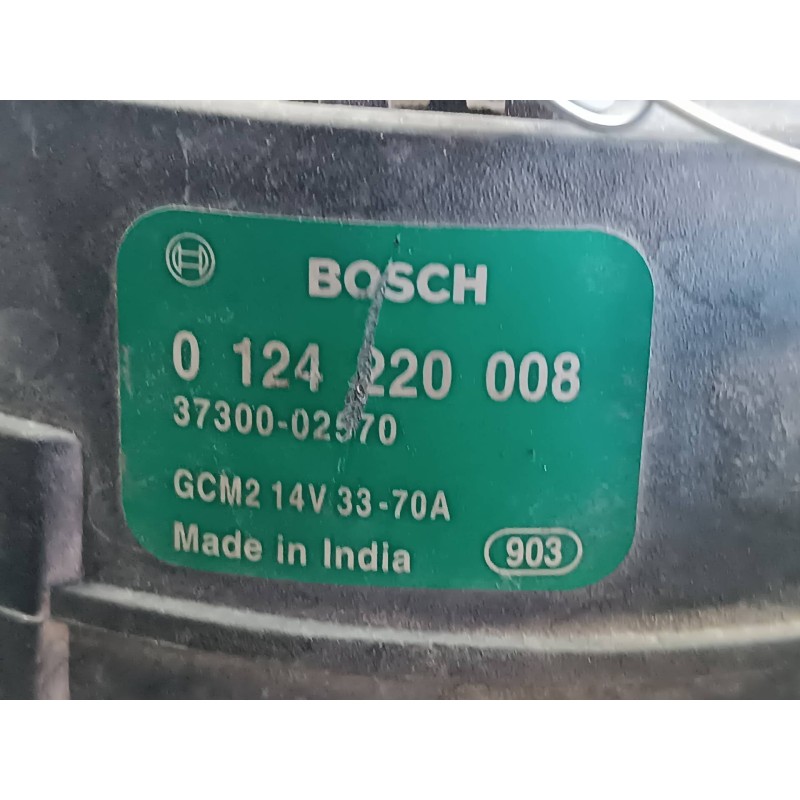 BOSCH
0 124 220 008
37300-02570
GCM2 14V 33-70A
Made in India 903